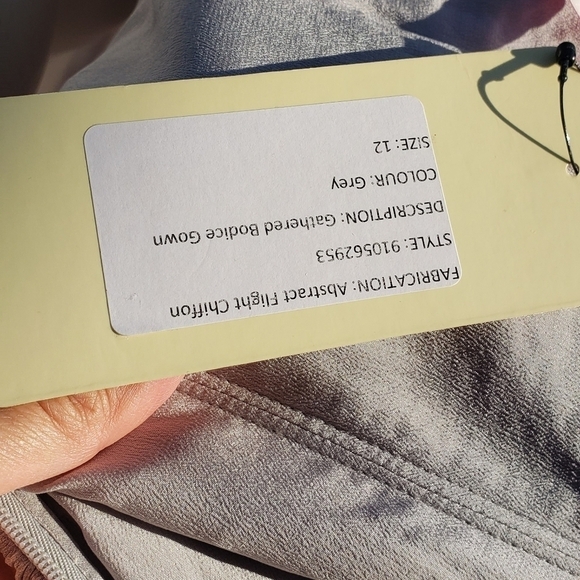 FABRICATION: Abstract Flight Chiffon
STYLE: 910562953
DESCRIPTION: Gathered Bodice Gown
COLOUR: Grey
SIZE: 12